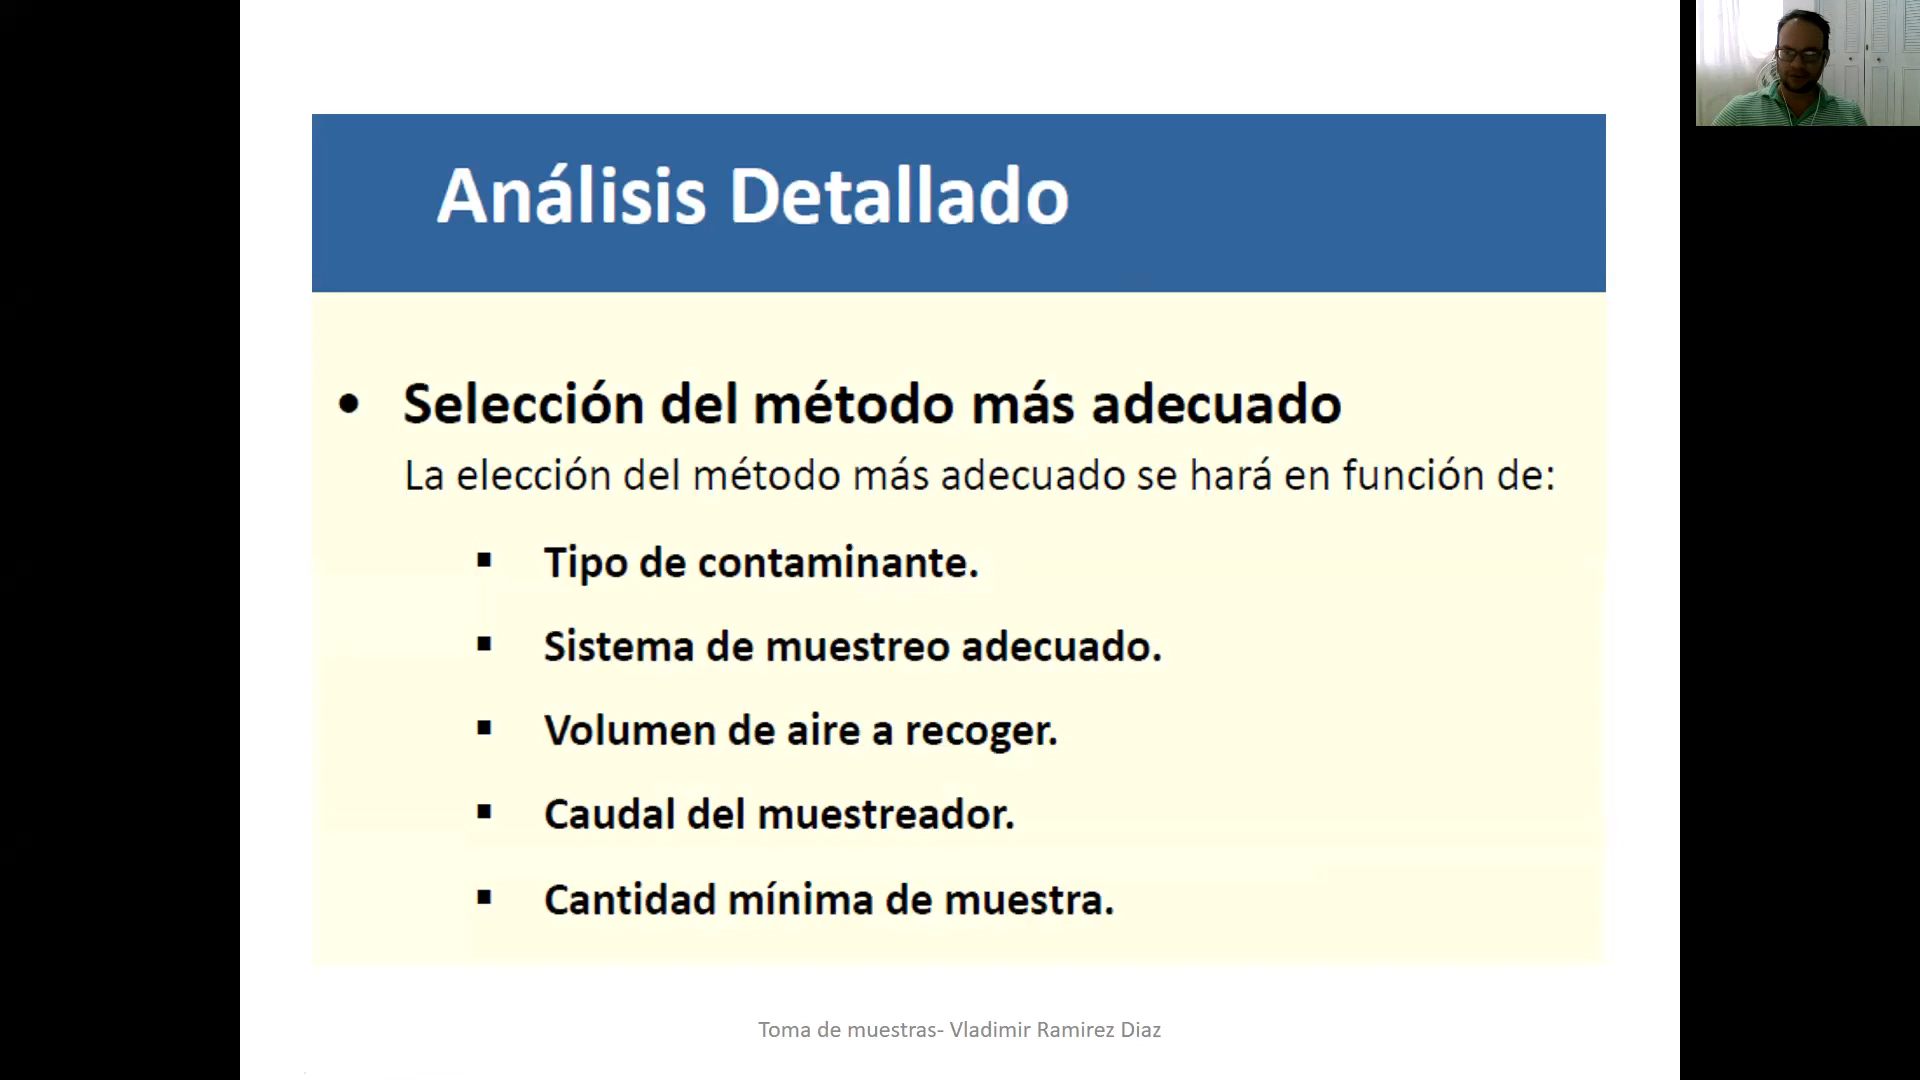 Análisis Detallado
• Selección del método más adecuado
La elección del método más adecuado se hará en función de:
▪ Tipo de contaminante.
▪ Sistema de muestreo adecuado.
▪ Volumen de aire a recoger.
▪ Caudal del muestreador.
▪ Cantidad mínima de muestra.
Toma de muestras- Vladimir Ramirez Diaz